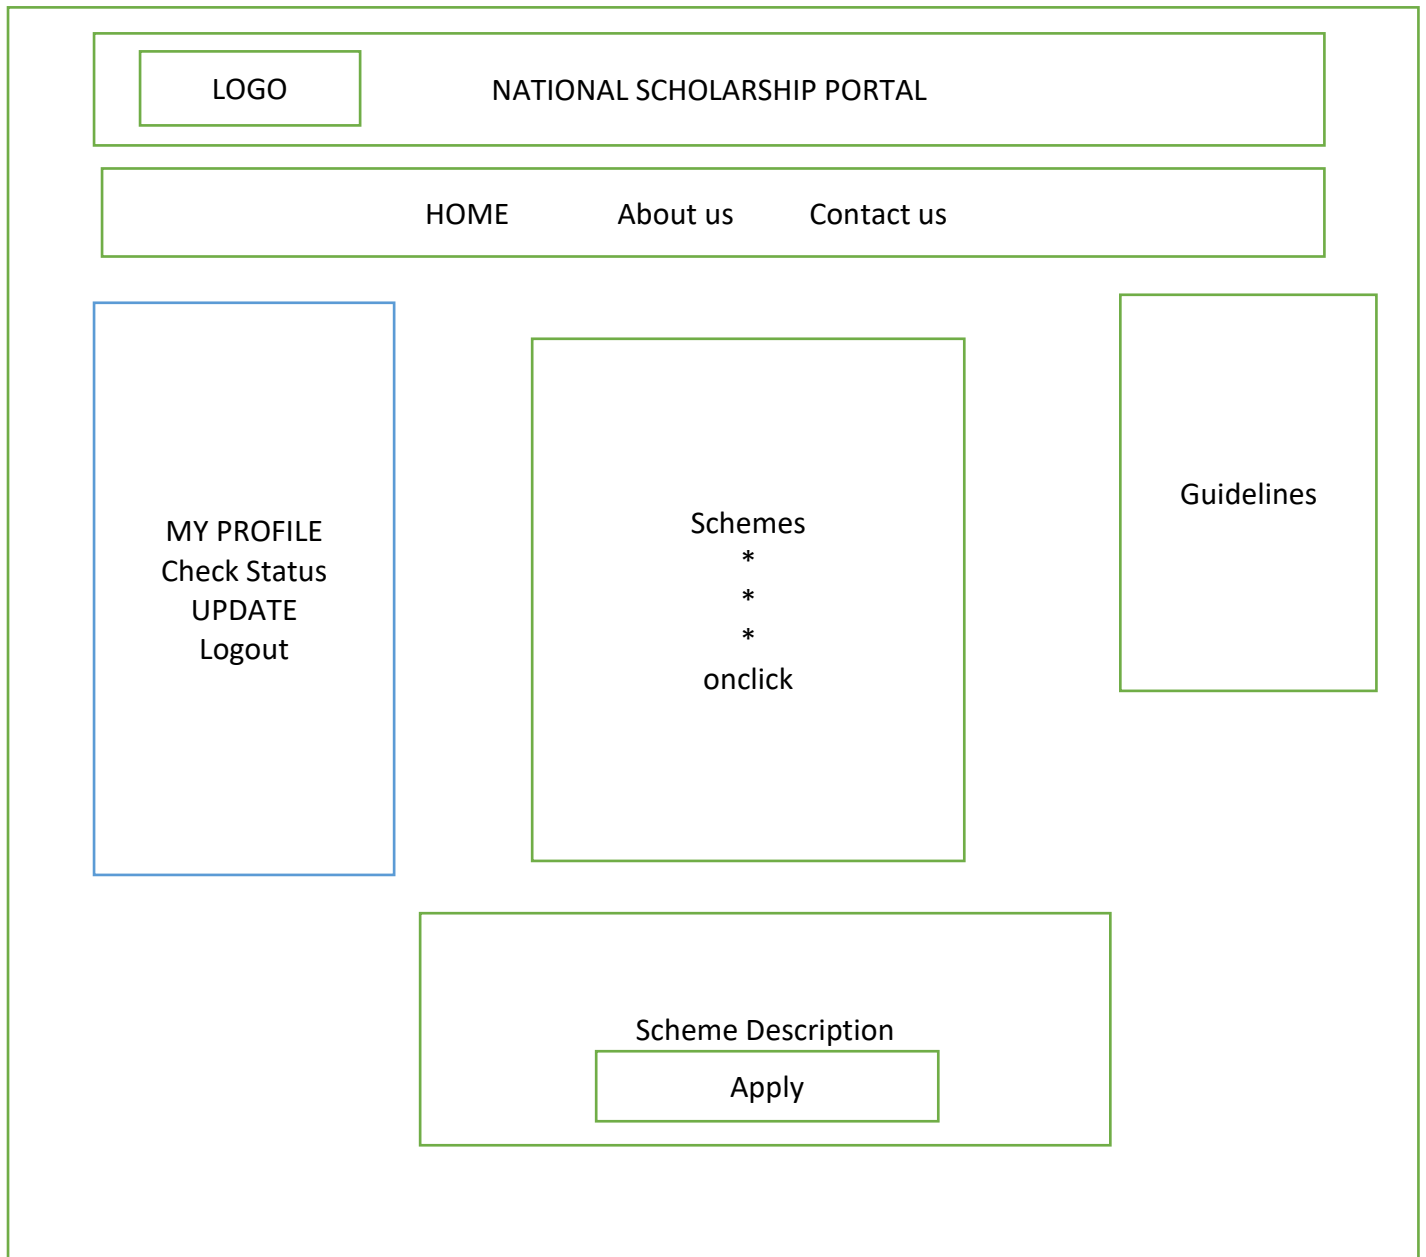 LOGO
NATIONAL SCHOLARSHIP PORTAL
HOME About us Contact us
MY PROFILE
Check Status
UPDATE
Logout
Schemes
*
*
*
onclick
Guidelines
Scheme Description
Apply